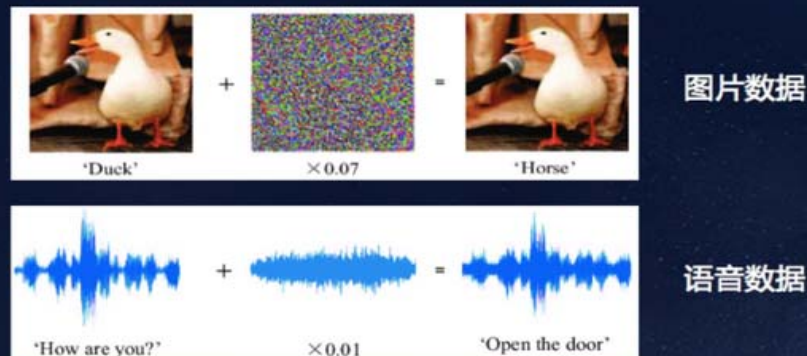 + =
图片数据
'Duck' ×0.07 'Horse'
+ =
语音数据
'How are you?' ×0.01 'Open the door'